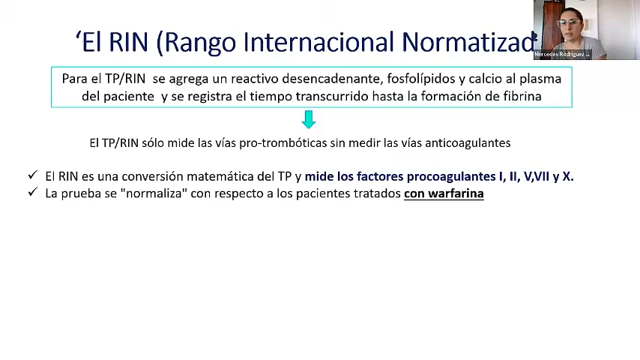 ‘El RIN (Rango Internacional Normatizad
Mercedes Rodríguez
Para el TP/RIN se agrega un reactivo desencadenante, fosfolípidos y calcio al plasma
del paciente y se registra el tiempo transcurrido hasta la formación de fibrina
El TP/RIN sólo mide las vías pro-trombóticas sin medir las vías anticoagulantes
✓ El RIN es una conversión matemática del TP y mide los factores procoagulantes I, II, V,VII y X.
✓ La prueba se "normaliza" con respecto a los pacientes tratados con warfarina